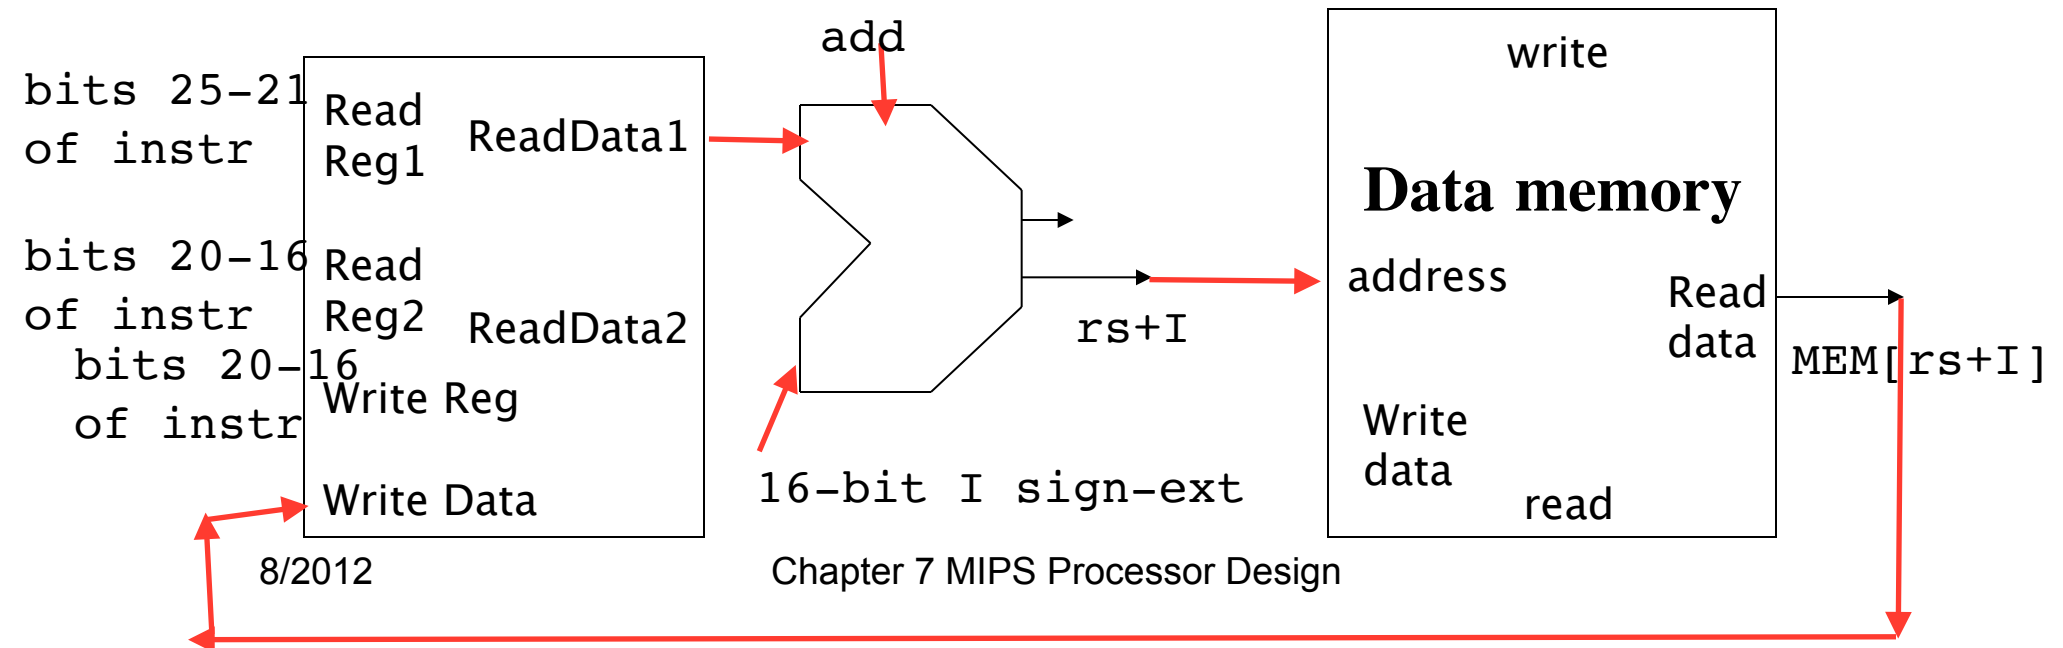 add
write
bits 25-21
of instr
Read
Reg1
ReadData1
Data memory
bits 20-16
of instr
Read
Reg2
ReadData2
address
Read
data
rs+I
MEM[rs+I]
bits 20-16
of instr
Write Reg
Write
data
16-bit I sign-ext
Write Data
read
8/2012
Chapter 7 MIPS Processor Design